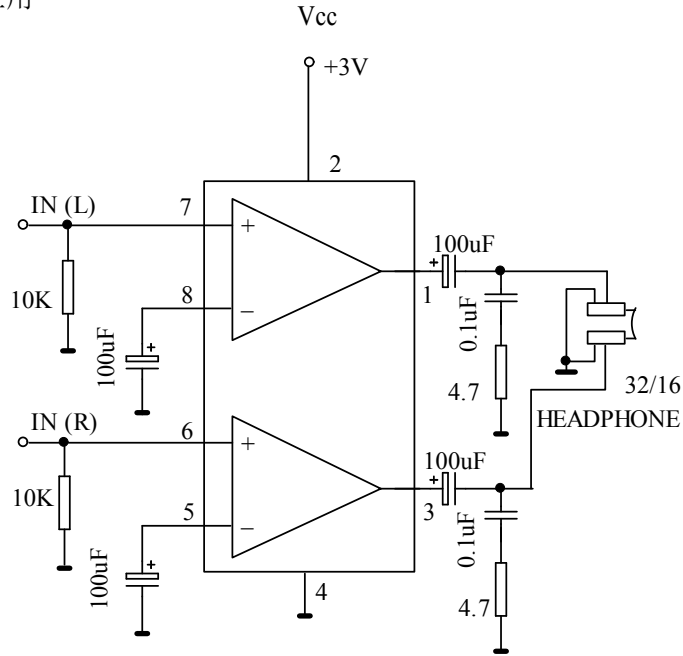 Vcc
+3V
2
IN (L)
7
+
100uF
+
10K
8
−
1
0.1uF
100uF
+
4.7
32/16
HEADPHONE
IN (R)
6
+
100uF
+
10K
5
−
3
0.1uF
100uF
+
4
4.7